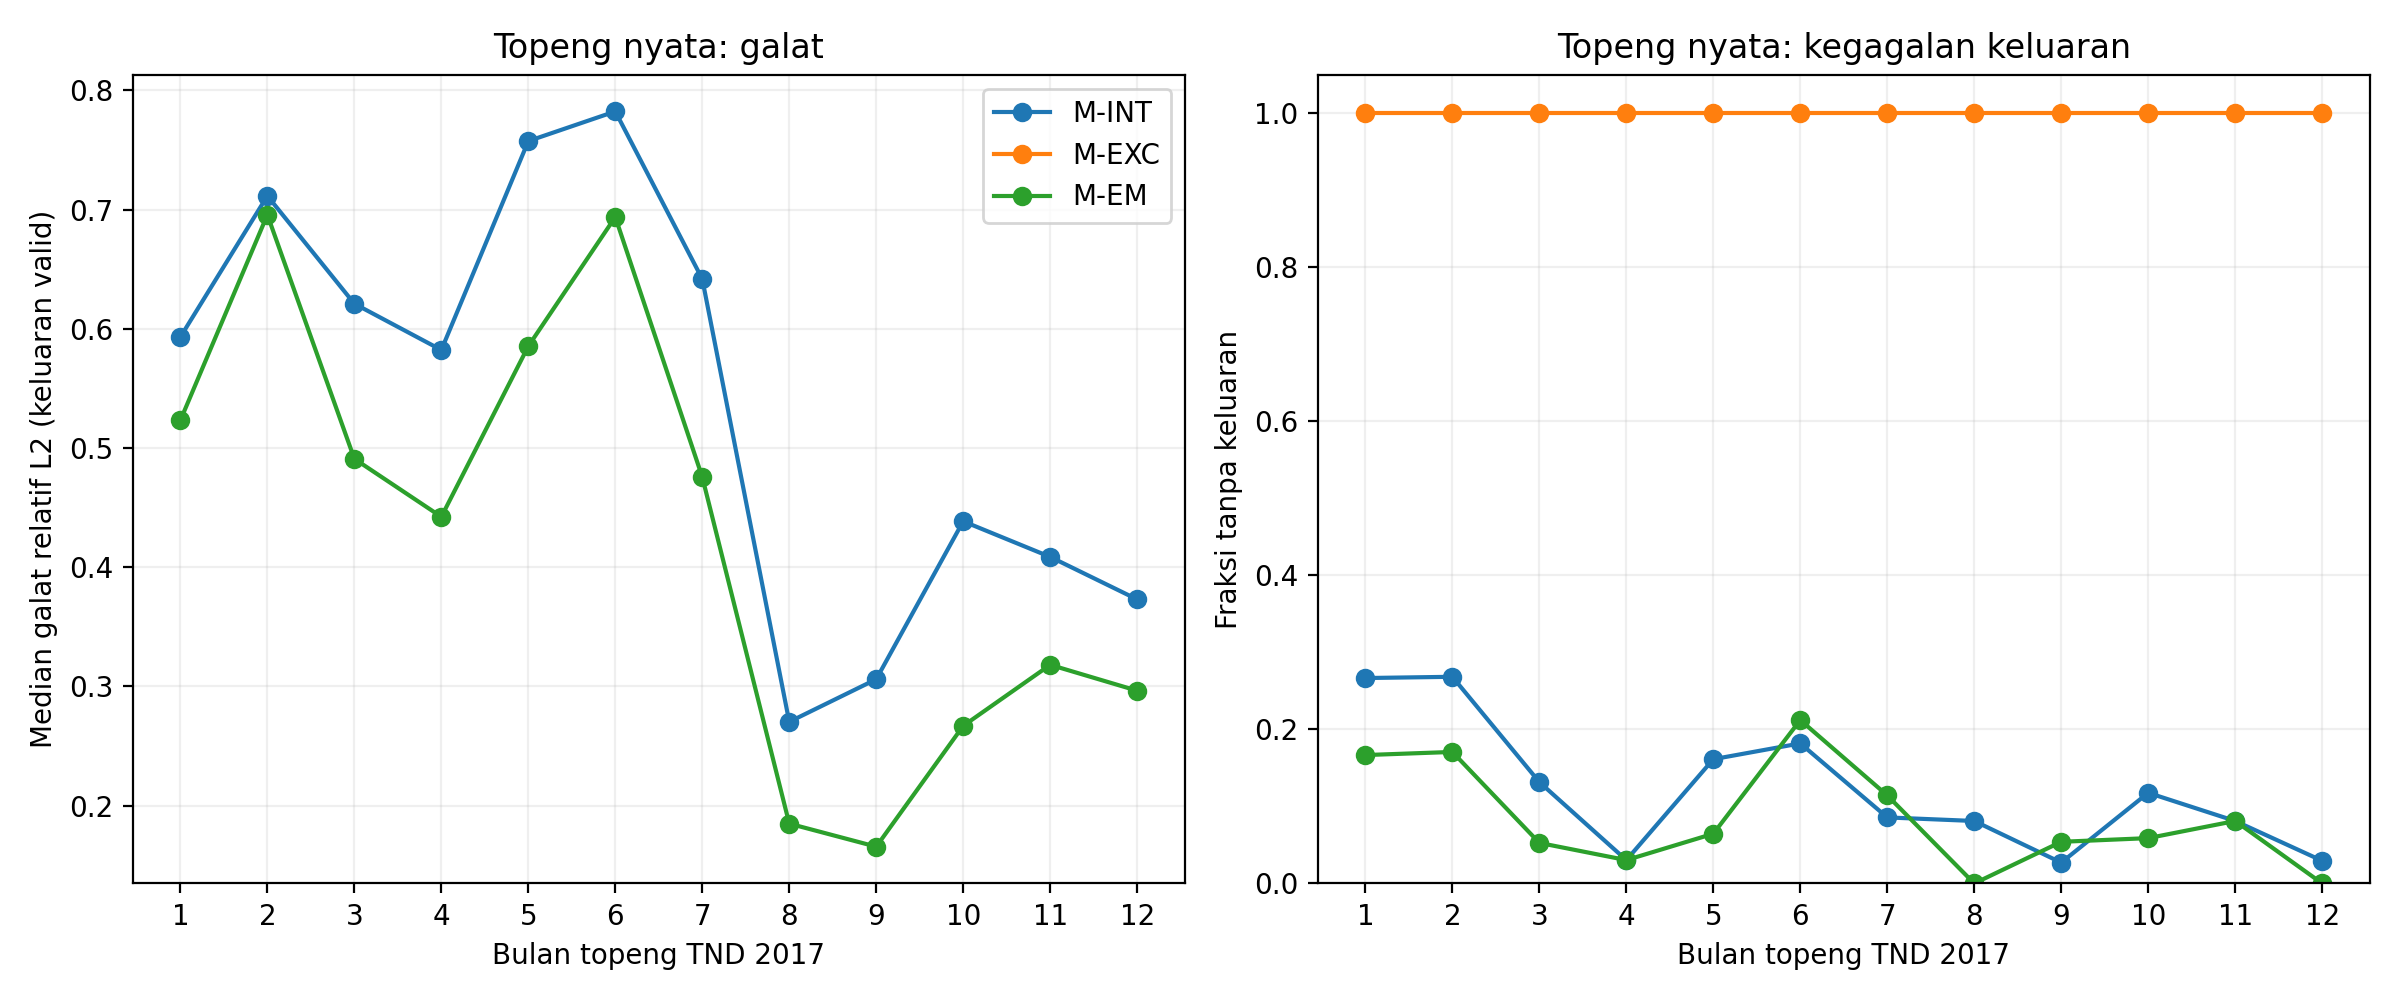 Topeng nyata: galat
Median galat relatif L2 (keluaran valid)
0.8
0.7
0.6
0.5
0.4
0.3
0.2
M-INT
M-EXC
M-EM
1 2 3 4 5 6 7 8 9 10 11 12
Bulan topeng TND 2017
Topeng nyata: kegagalan keluaran
Fraksi tanpa keluaran
1.0
0.8
0.6
0.4
0.2
0.0
1 2 3 4 5 6 7 8 9 10 11 12
Bulan topeng TND 2017